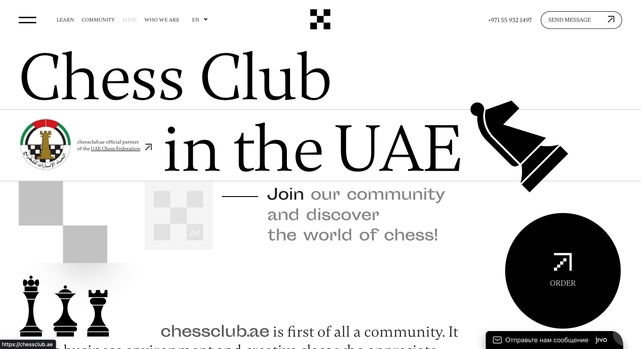 LEARN COMMUNITY SHOP WHO WE ARE EN
+971 55 932 1497 SEND MESSAGE
Chess Club
chessclub.ae official partner
of the UAE Chess Federation
in the UAE
ae
Join our community
and discover
the world of chess!
ORDER
chessclub.ae is first of all a community. It
https://chessclub.ae
Отправьте нам сообщение jivo